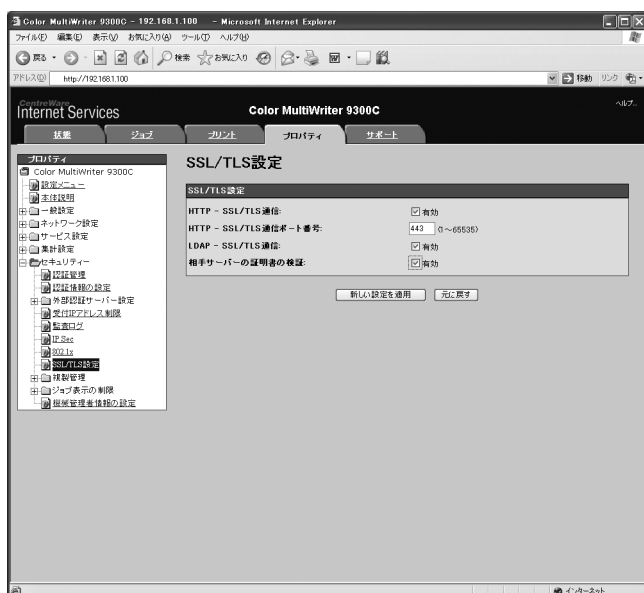 Color MultiWriter 9300C - 192.168.1.100 - Microsoft Internet Explorer
ファイル(F) 編集(E) 表示(V) お気に入り(A) ツール(T) ヘルプ(H)
戻る 検索 お気に入り
アドレス(D) http://192.168.1.100 移動 リンク
CentreWare
Internet Services
Color MultiWriter 9300C
ヘルプ...
状態 ジョブ プリント プロパティ サポート
プロパティ
Color MultiWriter 9300C
設定メニュー
本体説明
一般設定
ネットワーク設定
サービス設定
集計設定
セキュリティー
認証管理
認証情報の設定
外部認証サーバー設定
受付IPアドレス制限
監査ログ
IP Sec
802.1x
SSL/TLS設定
複製管理
ジョブ表示の制限
機械管理者情報の設定
SSL/TLS設定
SSL/TLS設定
HTTP - SSL/TLS通信: 有効
HTTP - SSL/TLS通信ポート番号: 443 (1～65535)
LDAP - SSL/TLS通信: 有効
相手サーバーの証明書の検証: 有効
新しい設定を適用 元に戻す
インターネット